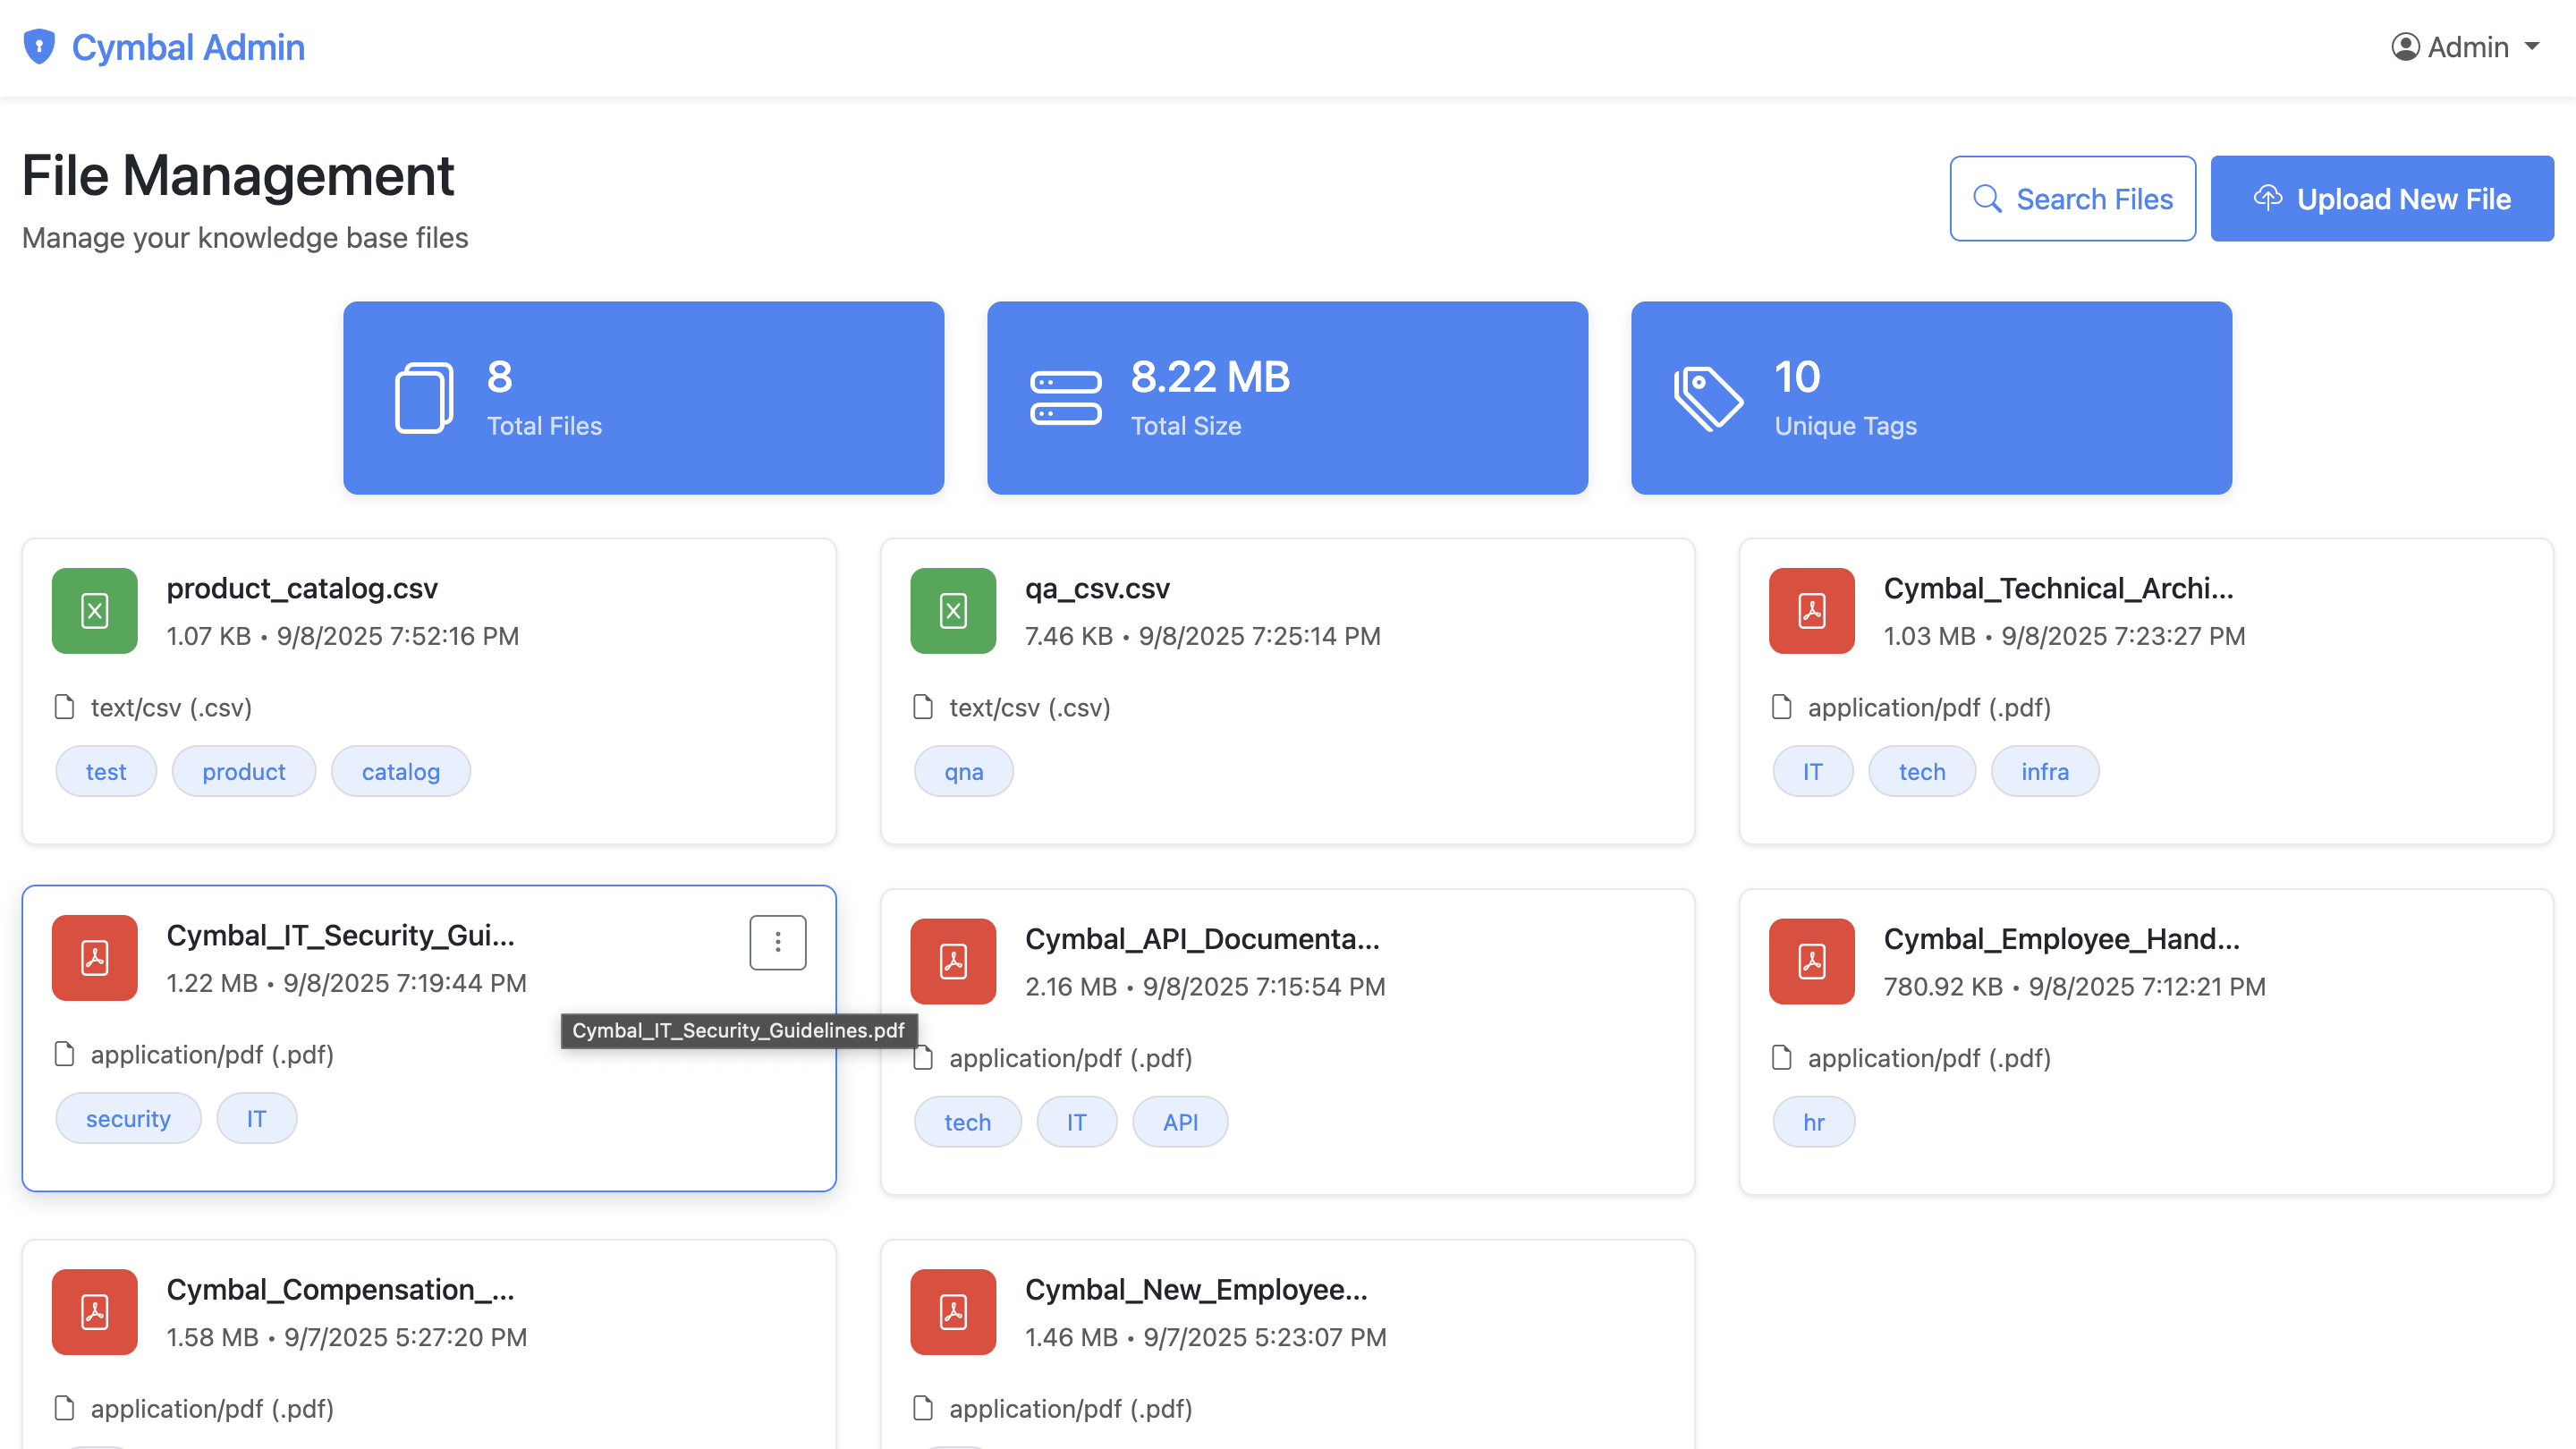 Cymbal Admin
Admin
File Management
Manage your knowledge base files
Search Files
Upload New File
8
Total Files
8.22 MB
Total Size
10
Unique Tags
product_catalog.csv
1.07 KB • 9/8/2025 7:52:16 PM
text/csv (.csv)
test product catalog
qa_csv.csv
7.46 KB • 9/8/2025 7:25:14 PM
text/csv (.csv)
qna
Cymbal_Technical_Archi...
1.03 MB • 9/8/2025 7:23:27 PM
application/pdf (.pdf)
IT tech infra
Cymbal_IT_Security_Gui...
1.22 MB • 9/8/2025 7:19:44 PM
Cymbal_IT_Security_Guidelines.pdf
application/pdf (.pdf)
security IT
Cymbal_API_Documenta...
2.16 MB • 9/8/2025 7:15:54 PM
application/pdf (.pdf)
tech IT API
Cymbal_Employee_Hand...
780.92 KB • 9/8/2025 7:12:21 PM
application/pdf (.pdf)
hr
Cymbal_Compensation_...
1.58 MB • 9/7/2025 5:27:20 PM
application/pdf (.pdf)
Cymbal_New_Employee...
1.46 MB • 9/7/2025 5:23:07 PM
application/pdf (.pdf)